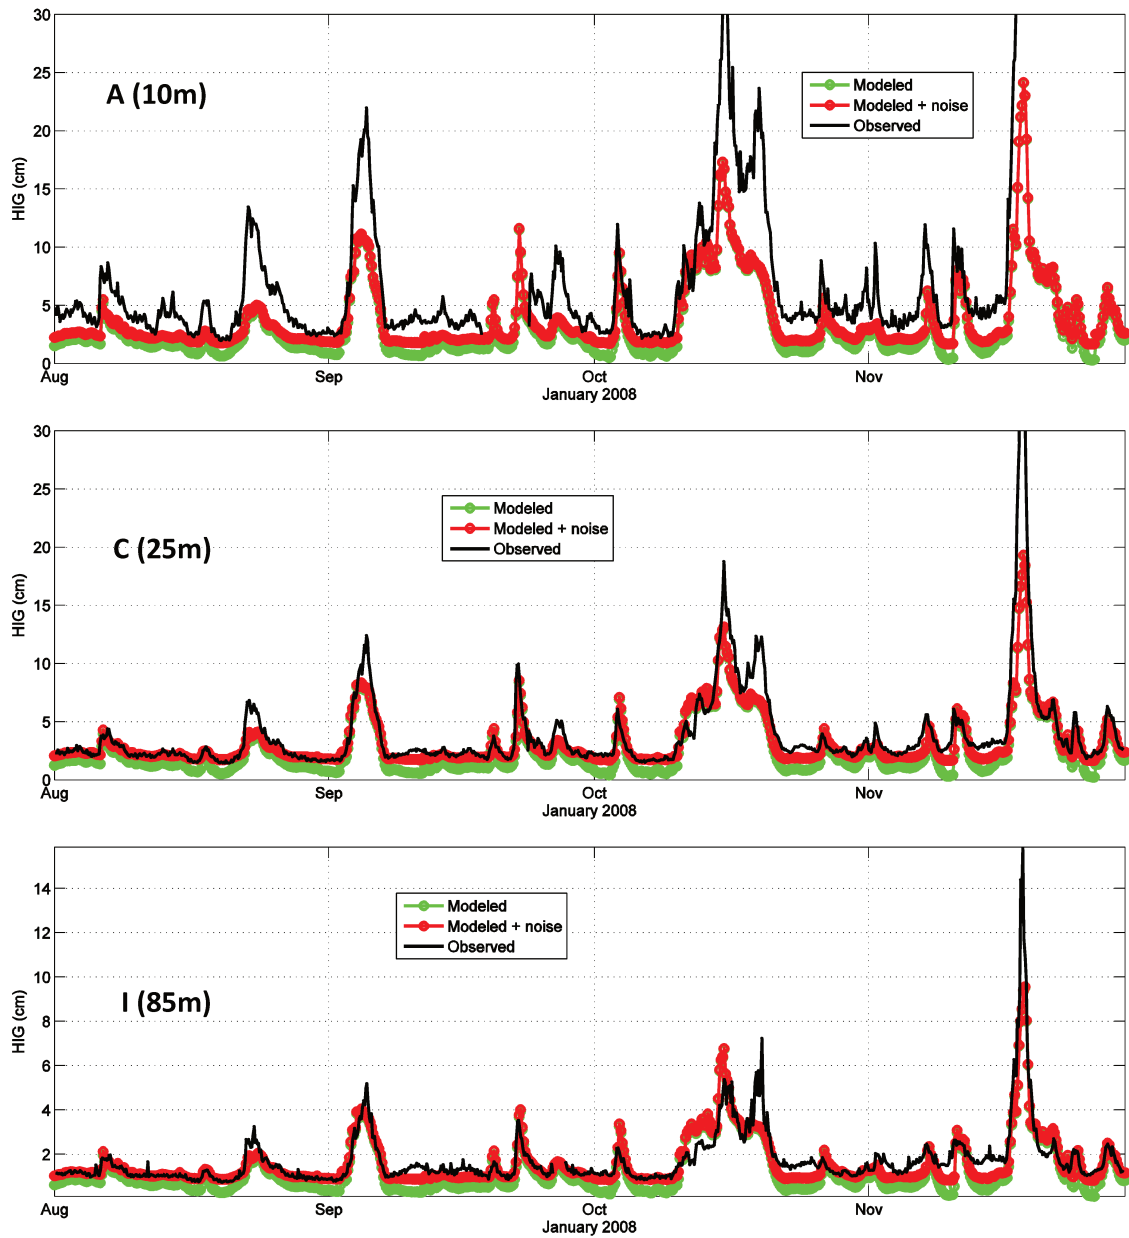 30
25
20
15
10
5
0
HIG (cm)
A (10m)
Modeled
Modeled + noise
Observed
Aug
Sep
Oct
Nov
January 2008
30
25
20
15
10
5
0
HIG (cm)
C (25m)
Modeled
Modeled + noise
Observed
Aug
Sep
Oct
Nov
January 2008
14
12
10
8
6
4
2
HIG (cm)
I (85m)
Modeled
Modeled + noise
Observed
Aug
Sep
Oct
Nov
January 2008